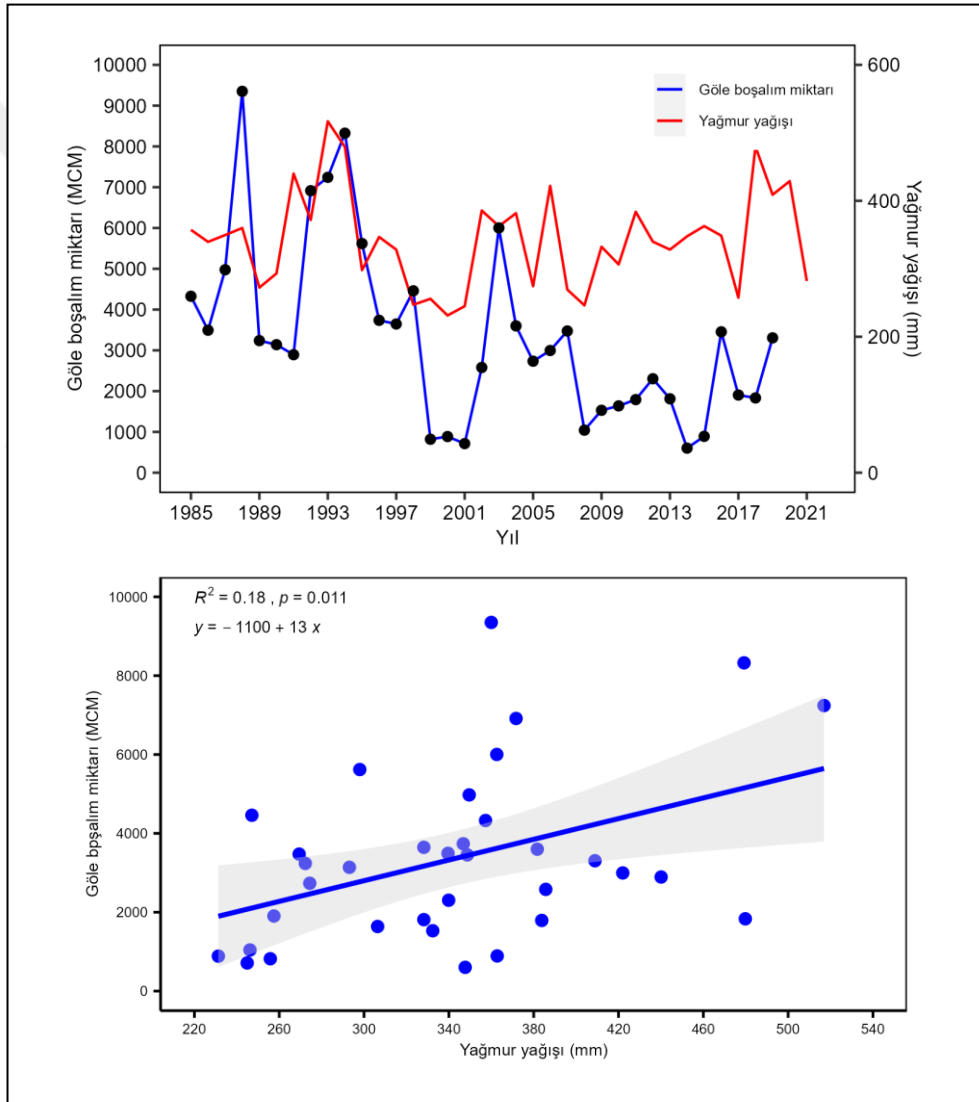 10000
9000
8000
7000
6000
5000
4000
3000
2000
1000
0
Göle boşalım miktarı (MCM)
600
400
200
0
Yağmur yağışı (mm)
Göle boşalım miktarı
Yağmur yağışı
1985 1989 1993 1997 2001 2005 2009 2013 2017 2021
Yıl
R² = 0.18 , p = 0.011
y = − 1100 + 13 x
10000
8000
6000
4000
2000
0
Göle bpşalım miktarı (MCM)
220 260 300 340 380 420 460 500 540
Yağmur yağışı (mm)